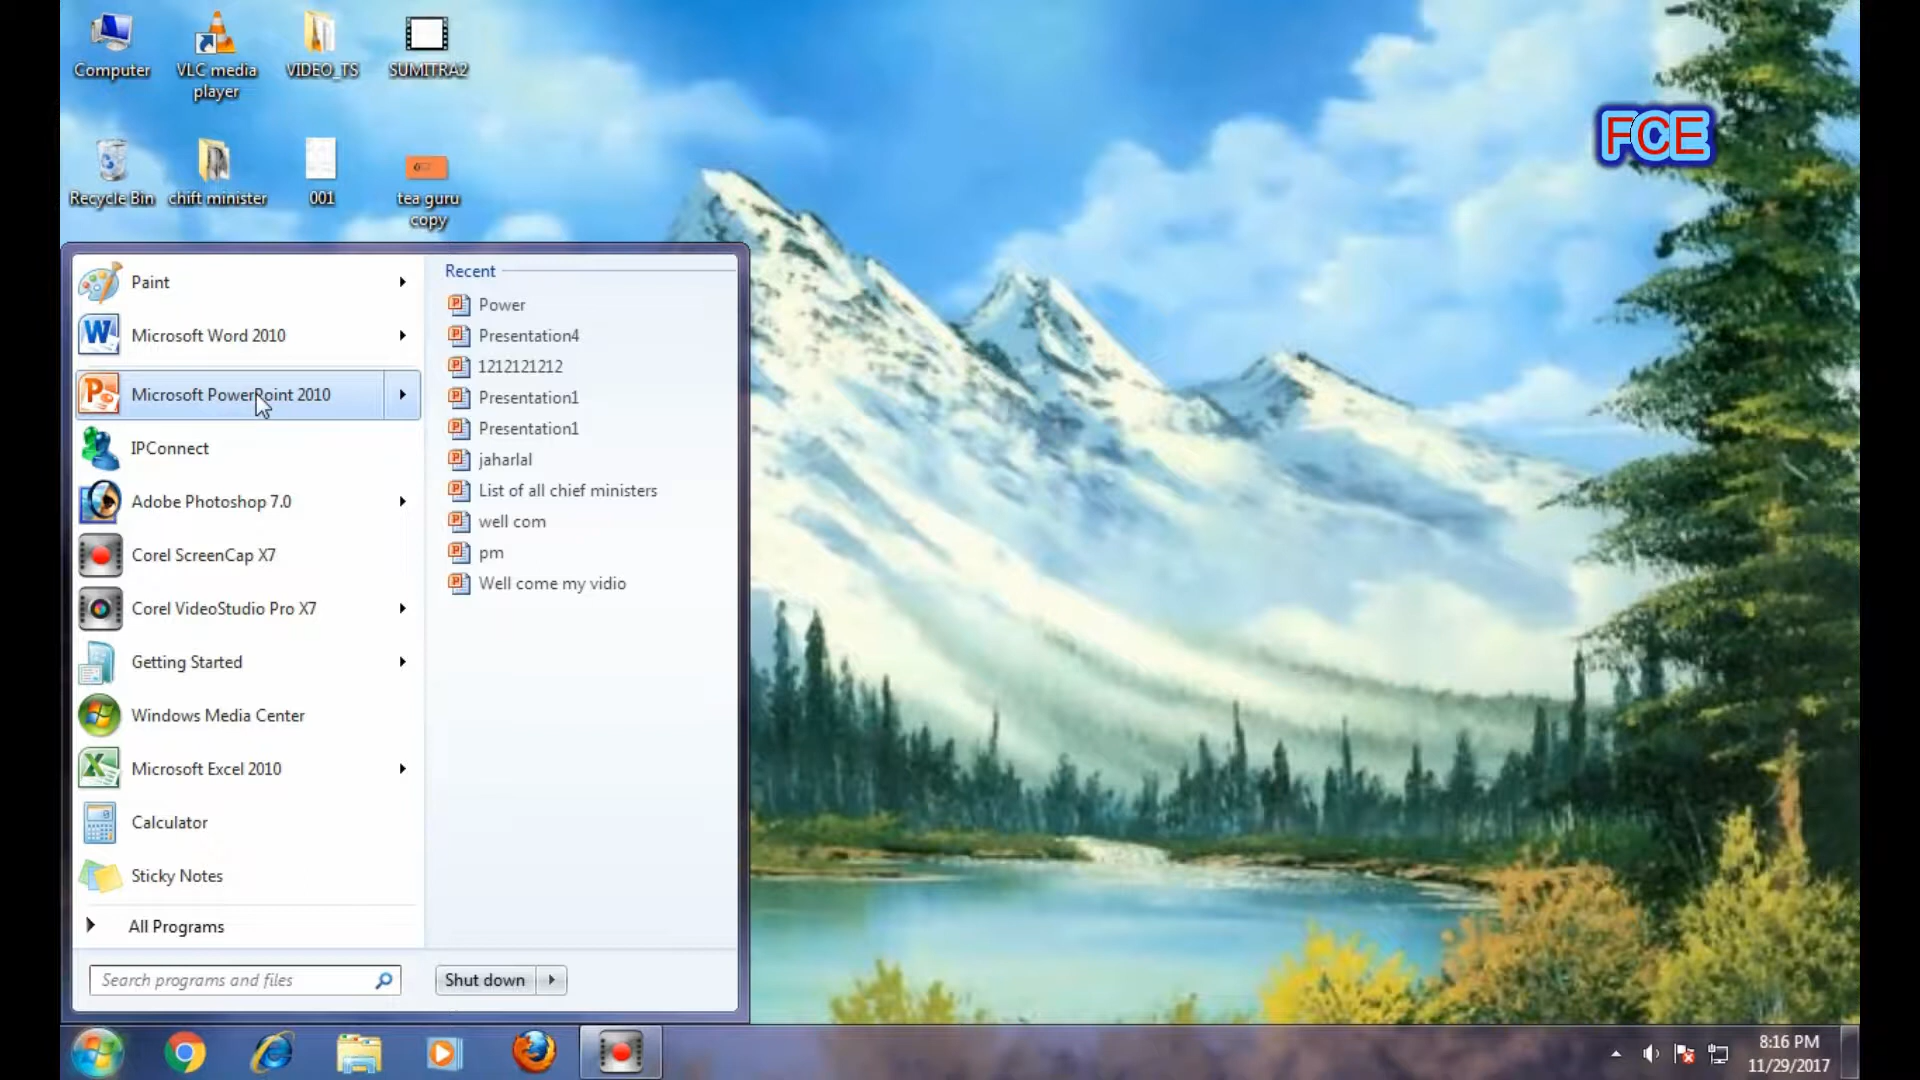 Computer
VLC media
player
VIDEO_TS
SUMITRA2
FCE
Recycle Bin
chift minister
001
tea guru
copy
Paint
Microsoft Word 2010
Microsoft PowerPoint 2010
IPConnect
Adobe Photoshop 7.0
Corel ScreenCap X7
Corel VideoStudio Pro X7
Getting Started
Windows Media Center
Microsoft Excel 2010
Calculator
Sticky Notes
All Programs
Search programs and files
Recent
Power
Presentation4
1212121212
Presentation1
Presentation1
jaharlal
List of all chief ministers
well com
pm
Well come my vidio
Shut down
8:16 PM
11/29/2017